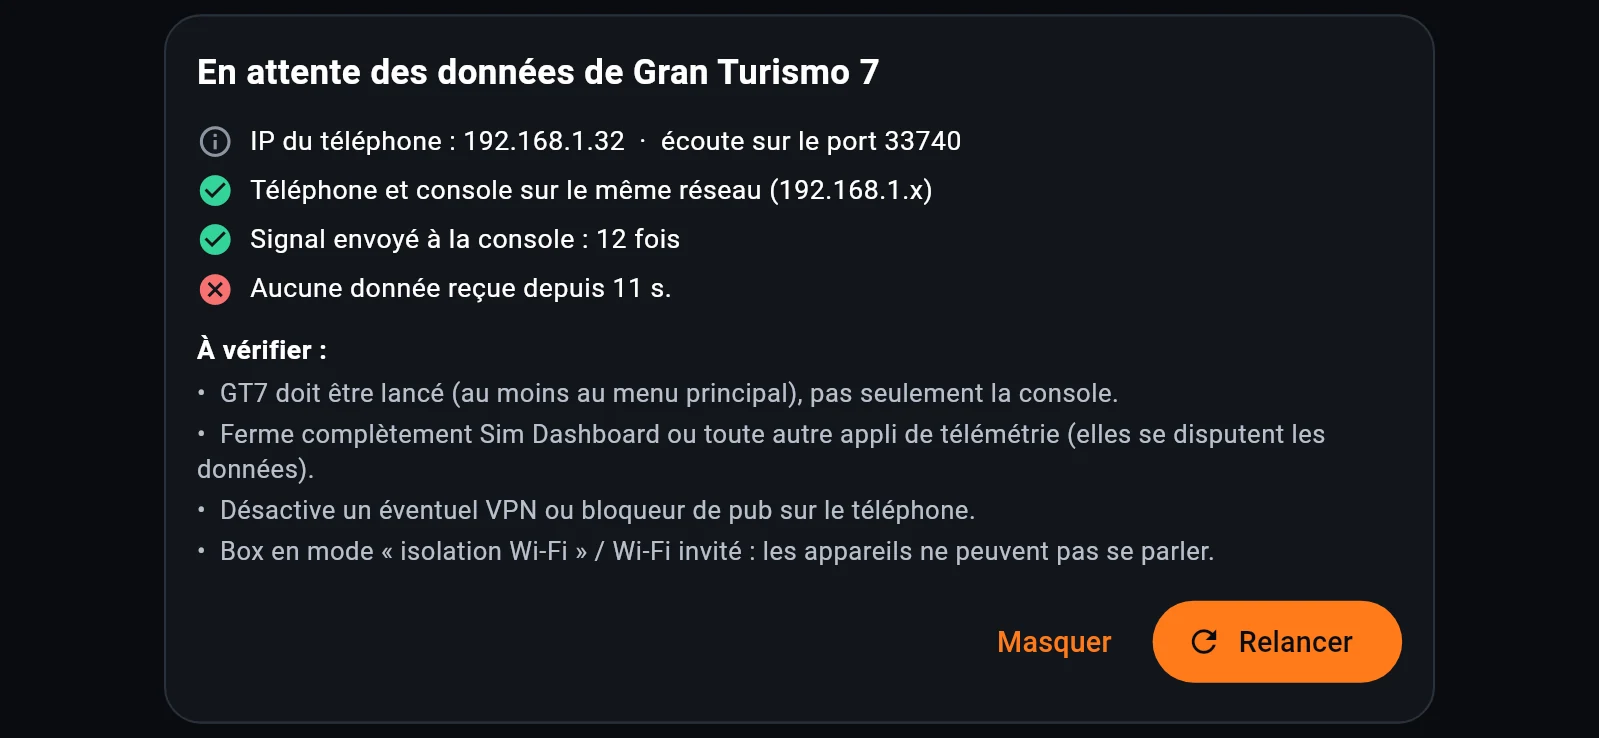 En attente des données de Gran Turismo 7
IP du téléphone : 192.168.1.32 · écoute sur le port 33740
Téléphone et console sur le même réseau (192.168.1.x)
Signal envoyé à la console : 12 fois
Aucune donnée reçue depuis 11 s.
À vérifier :
• GT7 doit être lancé (au moins au menu principal), pas seulement la console.
• Ferme complètement Sim Dashboard ou toute autre appli de télémétrie (elles se disputent les
données).
• Désactive un éventuel VPN ou bloqueur de pub sur le téléphone.
• Box en mode « isolation Wi-Fi » / Wi-Fi invité : les appareils ne peuvent pas se parler.
Masquer
Relancer